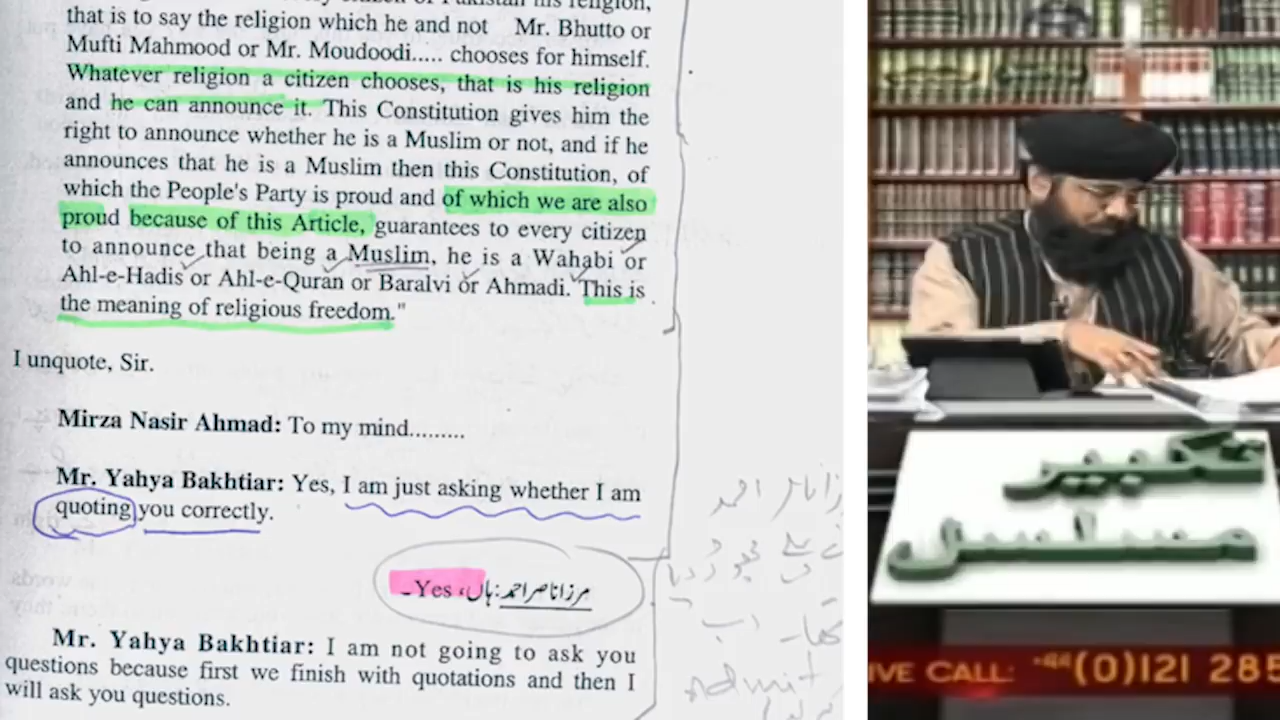 that is to say the religion which he and not Mr. Bhutto or
Mufti Mahmood or Mr. Moudoodi..... chooses for himself.
Whatever religion a citizen chooses, that is his religion
and he can announce it. This Constitution gives him the
right to announce whether he is a Muslim or not, and if he
announces that he is a Muslim then this Constitution, of
which the People's Party is proud and of which we are also
proud because of this Article, guarantees to every citizen
to announce that being a Muslim, he is a Wahabi or
Ahl-e-Hadis or Ahl-e-Quran or Baralvi or Ahmadi. This is
the meaning of religious freedom."
I unquote, Sir.
Mirza Nasir Ahmad: To my mind.........
Mr. Yahya Bakhtiar: Yes, I am just asking whether I am
quoting you correctly.
مرزا ناصر احمد: ہاں، Yes۔
Mr. Yahya Bakhtiar: I am not going to ask you
questions because first we finish with quotations and then I
will ask you questions.
ناصر احمد
اب
Admit
تکبیر
مسلسل
IVE CALL: +44(0)121 285